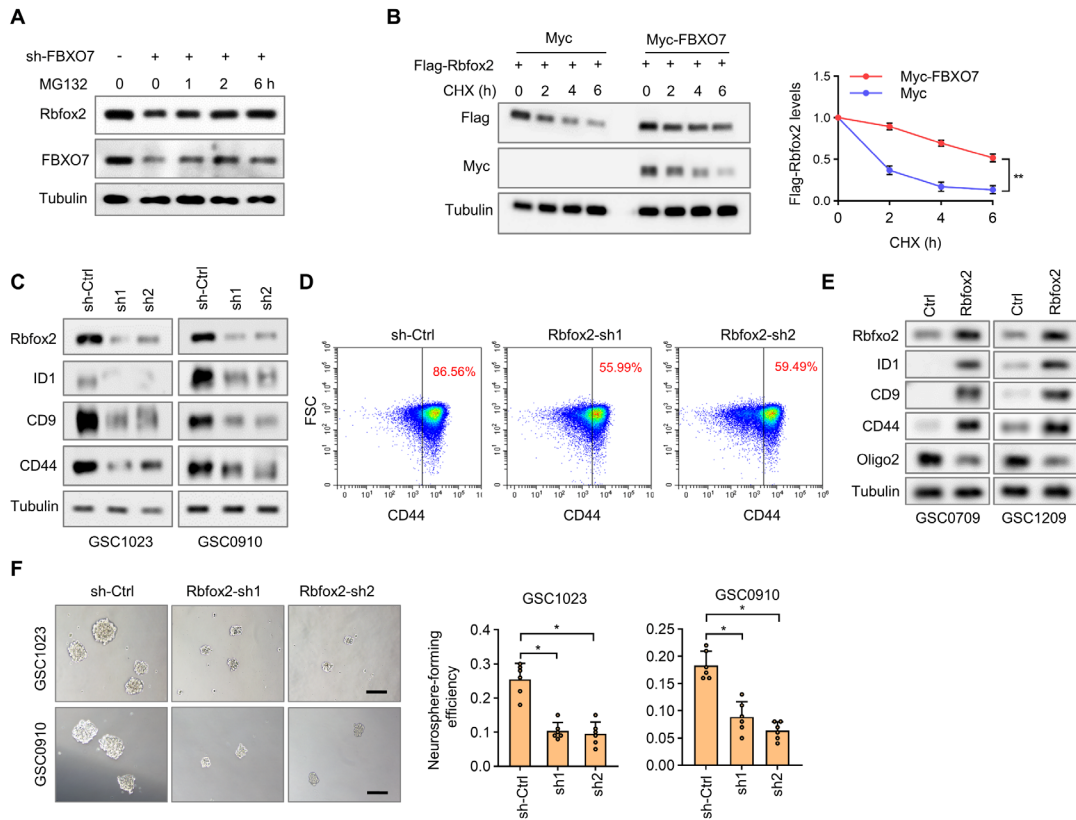 A
sh-FBXO7 - + + + +
MG132 0 0 1 2 6 h
Rbfox2
FBXO7
Tubulin
B
Myc Myc-FBXO7
Flag-Rbfox2 + + + + + + + +
CHX (h) 0 2 4 6 0 2 4 6
Flag
Myc
Tubulin
Flag-Rbfox2 levels
1.5
1.0
0.5
0.0
Myc-FBXO7
Myc
**
0 2 4 6
CHX (h)
C
sh-Ctrl sh1 sh2 sh-Ctrl sh1 sh2
Rbfox2
ID1
CD9
CD44
Tubulin
GSC1023 GSC0910
D
sh-Ctrl Rbfox2-sh1 Rbfox2-sh2
86.56% 55.99% 59.49%
FSC
CD44 CD44 CD44
E
Ctrl Rbfox2 Ctrl Rbfox2
Rbfxo2
ID1
CD9
CD44
Oligo2
Tubulin
GSC0709 GSC1209
F
sh-Ctrl Rbfox2-sh1 Rbfox2-sh2
GSC1023
GSC0910
Neurosphere-forming
efficiency
GSC1023
0.4
0.3
0.2
0.1
0.0
* *
sh-Ctrl sh1 sh2
GSC0910
0.25
0.20
0.15
0.10
0.05
0.00
* *
sh-Ctrl sh1 sh2